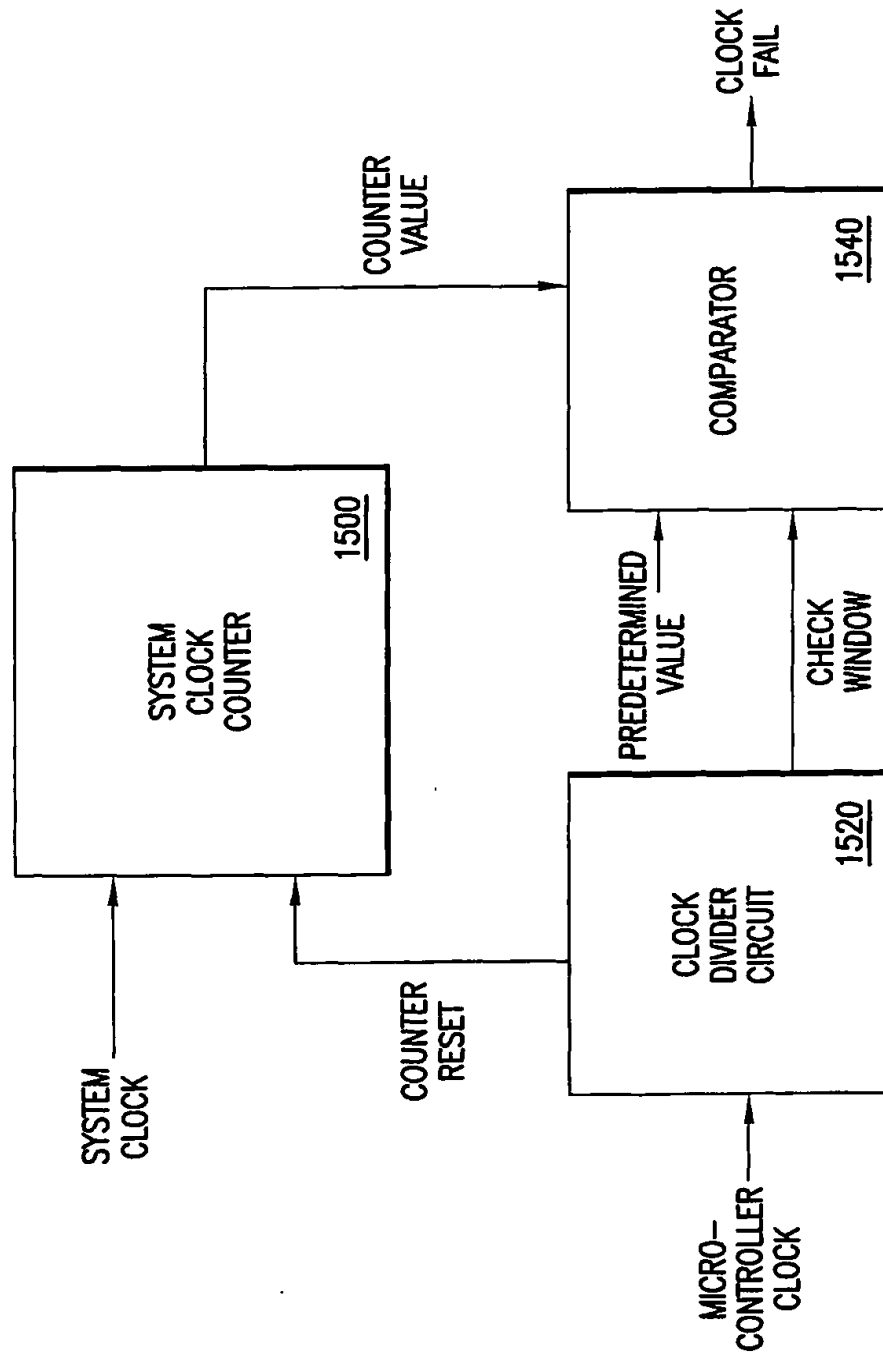 SYSTEM
CLOCK
SYSTEM
CLOCK
COUNTER
1500
COUNTER
RESET
COUNTER
VALUE
MICRO-
CONTROLLER
CLOCK
CLOCK
DIVIDER
CIRCUIT
1520
PREDETERMINED
VALUE
CHECK
WINDOW
COMPARATOR
1540
CLOCK
FAIL